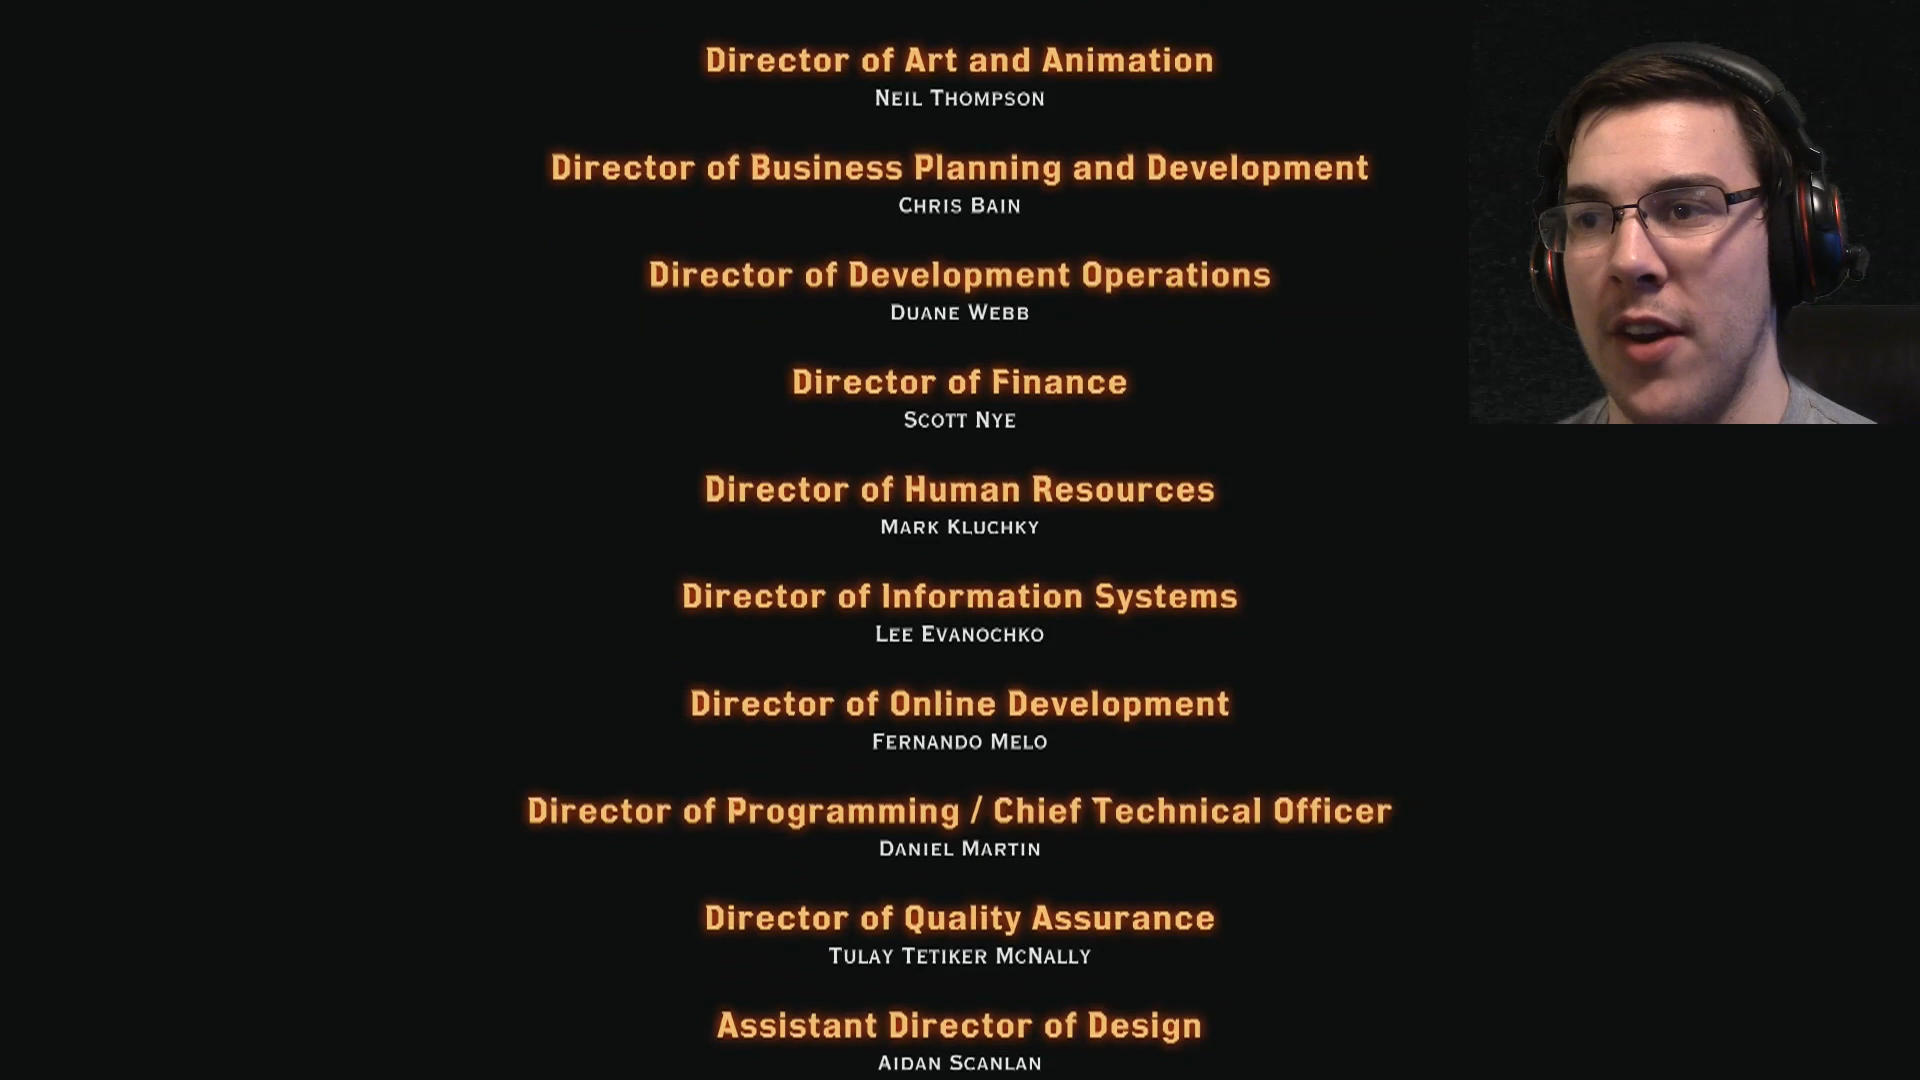 Director of Art and Animation
Neil Thompson
Director of Business Planning and Development
Chris Bain
Director of Development Operations
Duane Webb
Director of Finance
Scott Nye
Director of Human Resources
Mark Kluchky
Director of Information Systems
Lee Evanochko
Director of Online Development
Fernando Melo
Director of Programming / Chief Technical Officer
Daniel Martin
Director of Quality Assurance
Tulay Tetiker McNally
Assistant Director of Design
Aidan Scanlan